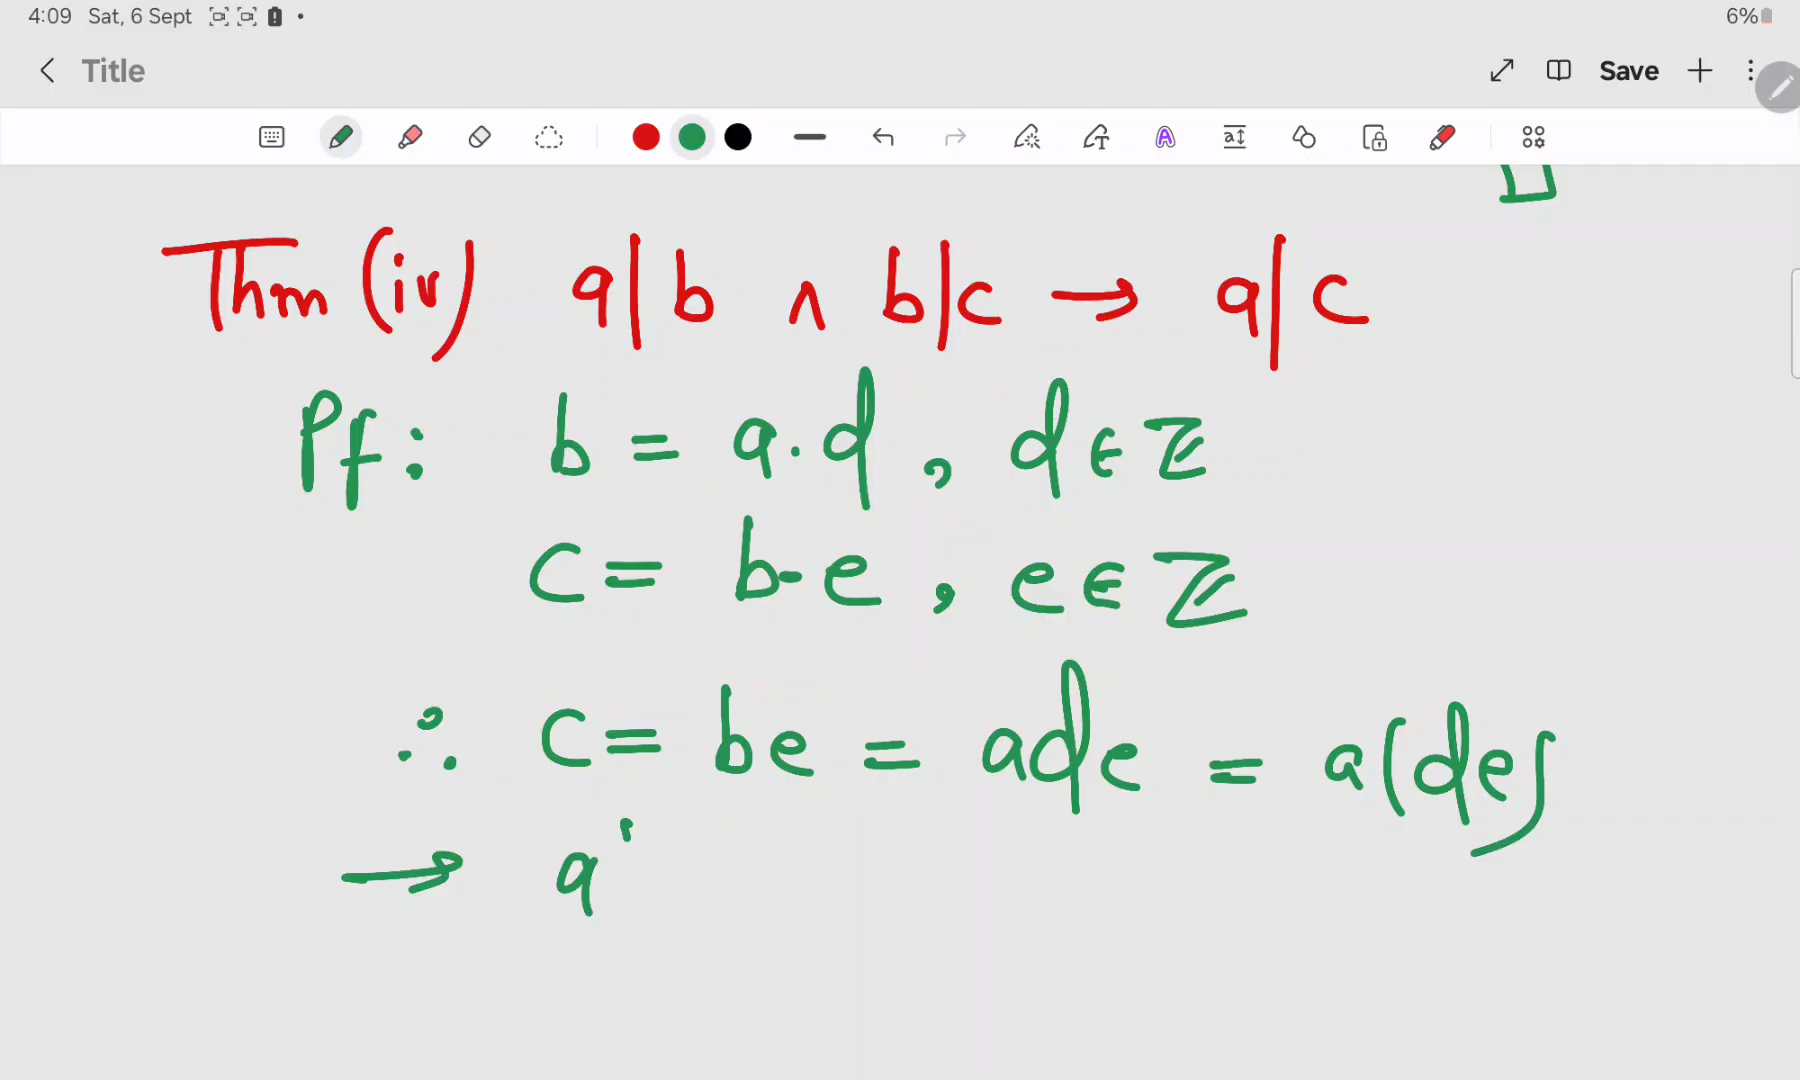 4:09 Sat, 6 Sept 6%
Title Save
Thm (iv) a|b ∧ b|c → a|c
Pf: b = a·d, d ∈ ℤ
c = b·e, e ∈ ℤ
∴ c = be = ade = a(de)
→ a'